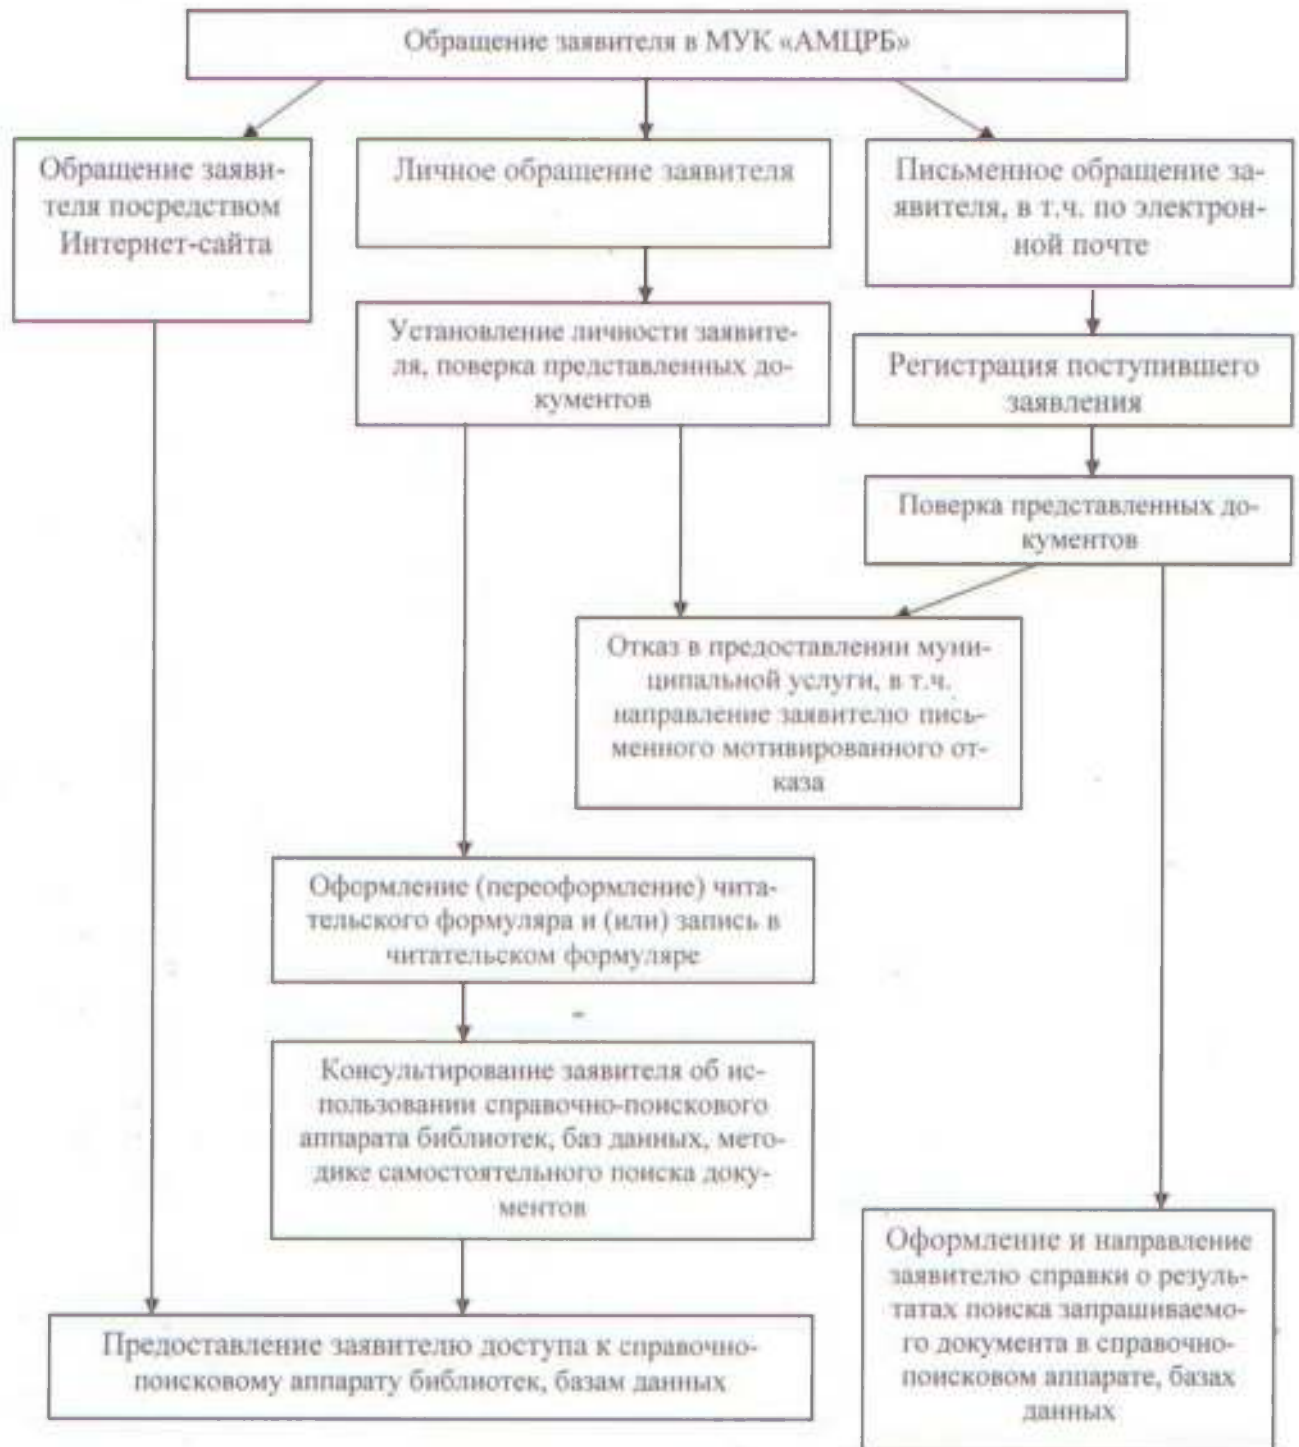 Обращение заявителя в МУК «АМЦРБ»
Обращение заяви-
теля посредством
Интернет-сайта
Личное обращение заявителя
Письменное обращение за-
явителя, в т.ч. по электрон-
ной почте
Установление личности заявите-
ля, поверка представленных до-
кументов
Регистрация поступившего
заявления
Поверка представленных до-
кументов
Отказ в предоставлении муни-
ципальной услуги, в т.ч.
направление заявителю пись-
менного мотивированного от-
каза
Оформление (переоформление) чита-
тельского формуляра и (или) запись в
читательском формуляре
Консультирование заявителя об ис-
пользовании справочно-поискового
аппарата библиотек, баз данных, мето-
дике самостоятельного поиска доку-
ментов
Оформление и направление
заявителю справки о резуль-
татах поиска запрашиваемо-
го документа в справочно-
поисковом аппарате, базах
данных
Предоставление заявителю доступа к справочно-
поисковому аппарату библиотек, базам данных